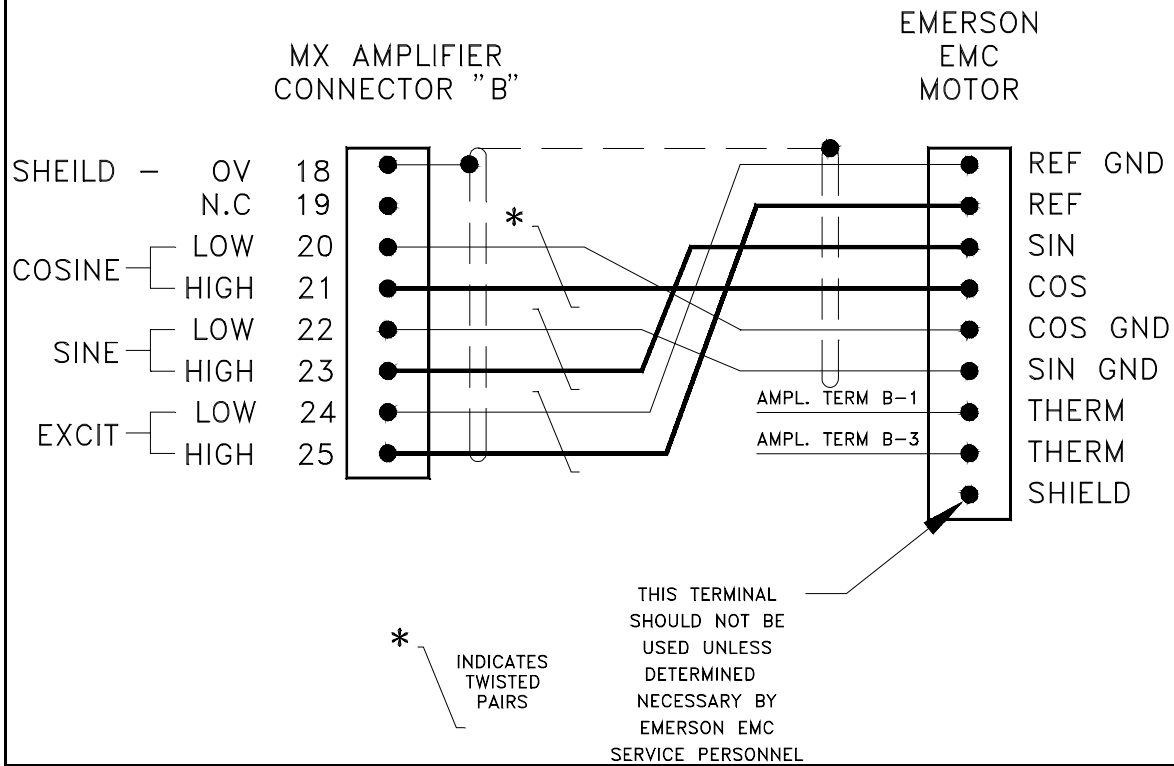 EMERSON
EMC
MOTOR
MX AMPLIFIER
CONNECTOR "B"
SHEILD - OV 18
N.C 19
COSINE
LOW 20
HIGH 21
SINE
LOW 22
HIGH 23
EXCIT
LOW 24
HIGH 25
*
REF GND
REF
SIN
COS
COS GND
SIN GND
AMPL. TERM B-1 THERM
AMPL. TERM B-3 THERM
SHIELD
*
INDICATES
TWISTED
PAIRS
THIS TERMINAL
SHOULD NOT BE
USED UNLESS
DETERMINED
NECESSARY BY
EMERSON EMC
SERVICE PERSONNEL